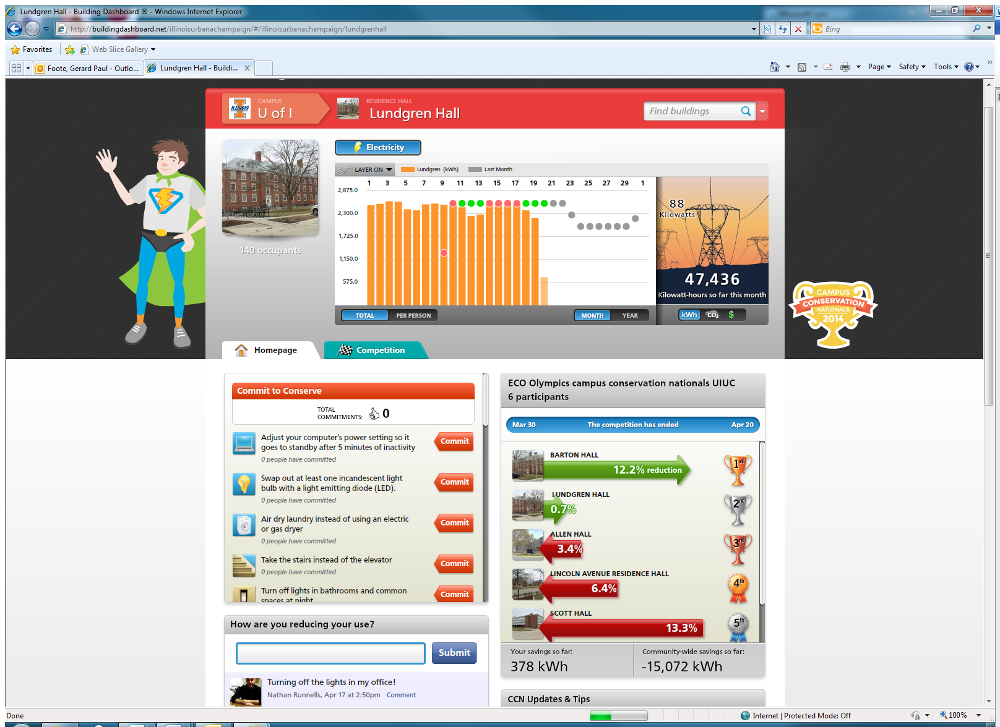 Lundgren Hall - Building Dashboard ® - Windows Internet Explorer
http://buildingdashboard.net/illinoisurbanachampaign/#/illinoisurbanachampaign/lundgrenhall
Bing
Favorites
Web Slice Gallery
Foote, Gerard Paul - Outlo...
Lundgren Hall - Buildi...
Page
Safety
Tools
ILLINOIS
CAMPUS
U of I
RESIDENCE HALL
Lundgren Hall
Find buildings
140 occupants
Electricity
LAYER ON
Lundgren (kWh)
Last Month
1 3 5 7 9 11 13 15 17 19 21 23 25 27 29 1
2,875.0
2,300.0
1,725.0
1,150.0
575.0
88
Kilowatts
47,436
Kilowatt-hours so far this month
TOTAL
PER PERSON
MONTH
YEAR
kWh
CO2
$
CAMPUS
CONSERVATION
NATIONALS
2014
Homepage
Competition
Commit to Conserve
TOTAL
COMMITMENTS:
0
Adjust your computer's power setting so it
goes to standby after 5 minutes of inactivity
0 people have committed
Commit
Swap out at least one incandescent light
bulb with a light emitting diode (LED).
0 people have committed
Commit
Air dry laundry instead of using an electric
or gas dryer
0 people have committed
Commit
Take the stairs instead of the elevator
0 people have committed
Commit
Turn off lights in bathrooms and common
spaces at night
Commit
How are you reducing your use?
Submit
Turning off the lights in my office!
Nathan Runnells, Apr 17 at 2:50pm Comment
ECO Olympics campus conservation nationals UIUC
6 participants
Mar 30
The competition has ended
Apr 20
BARTON HALL
12.2% reduction
1st
LUNDGREN HALL
0.7%
2nd
ALLEN HALL
3.4%
3rd
LINCOLN AVENUE RESIDENCE HALL
6.4%
4th
SCOTT HALL
13.3%
5th
Your savings so far:
378 kWh
Community-wide savings so far:
-15,072 kWh
CCN Updates & Tips
Done
Internet | Protected Mode: Off
100%